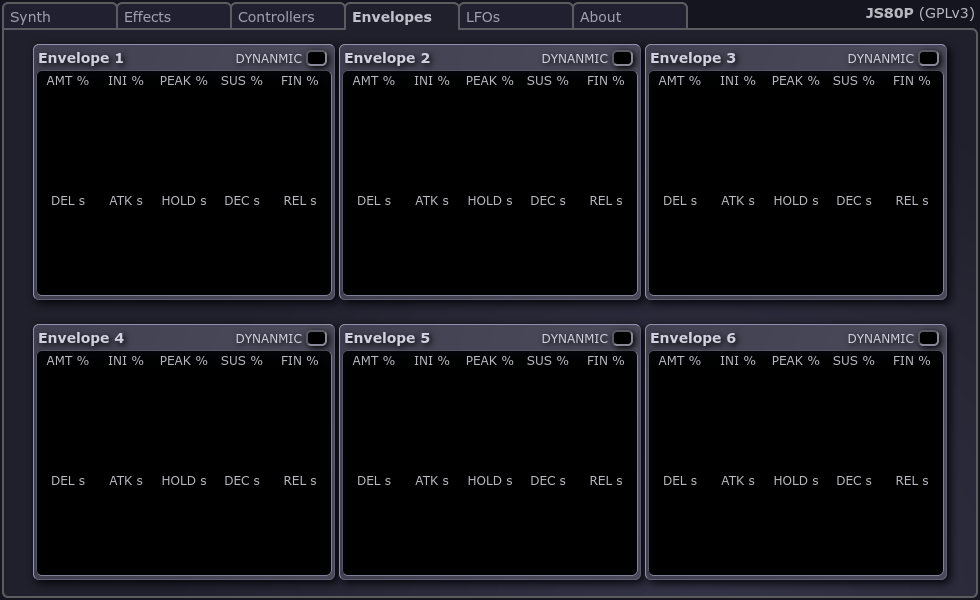 Synth Effects Controllers Envelopes LFOs About JS80P (GPLv3)
Envelope 1 DYNANMIC Envelope 2 DYNANMIC Envelope 3 DYNANMIC
AMT % INI % PEAK % SUS % FIN % AMT % INI % PEAK % SUS % FIN % AMT % INI % PEAK % SUS % FIN %
DEL s ATK s HOLD s DEC s REL s DEL s ATK s HOLD s DEC s REL s DEL s ATK s HOLD s DEC s REL s
Envelope 4 DYNANMIC Envelope 5 DYNANMIC Envelope 6 DYNANMIC
AMT % INI % PEAK % SUS % FIN % AMT % INI % PEAK % SUS % FIN % AMT % INI % PEAK % SUS % FIN %
DEL s ATK s HOLD s DEC s REL s DEL s ATK s HOLD s DEC s REL s DEL s ATK s HOLD s DEC s REL s